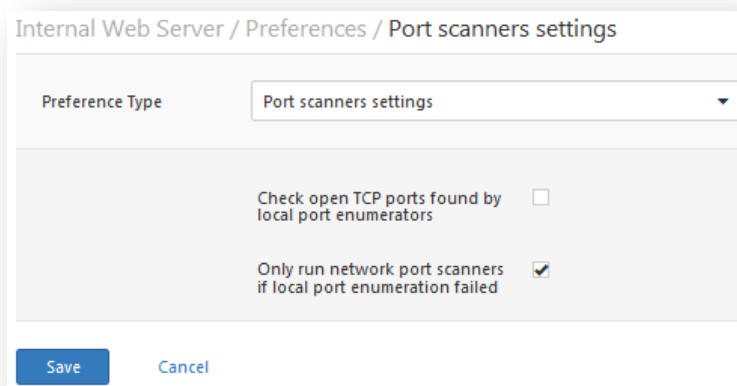 Internal Web Server / Preferences / Port scanners settings
Preference Type
Port scanners settings
Check open TCP ports found by
local port enumerators
Only run network port scanners
if local port enumeration failed
Save
Cancel